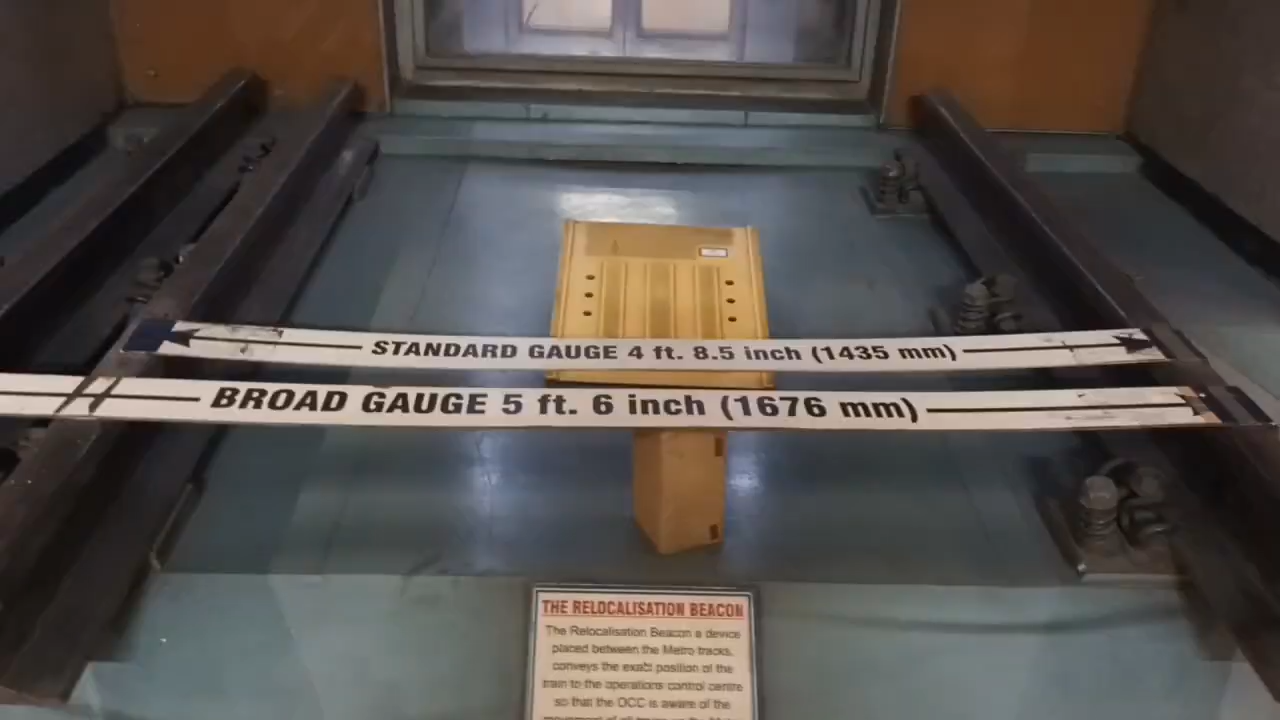 STANDARD GAUGE 4 ft. 8.5 inch (1435 mm)
BROAD GAUGE 5 ft. 6 inch (1676 mm)
THE RELOCALISATION BEACON
The Relocalisation Beacon a device
placed between the Metro tracks,
conveys the exact position of the
train to the operations control centre
so that the OCC is aware of the